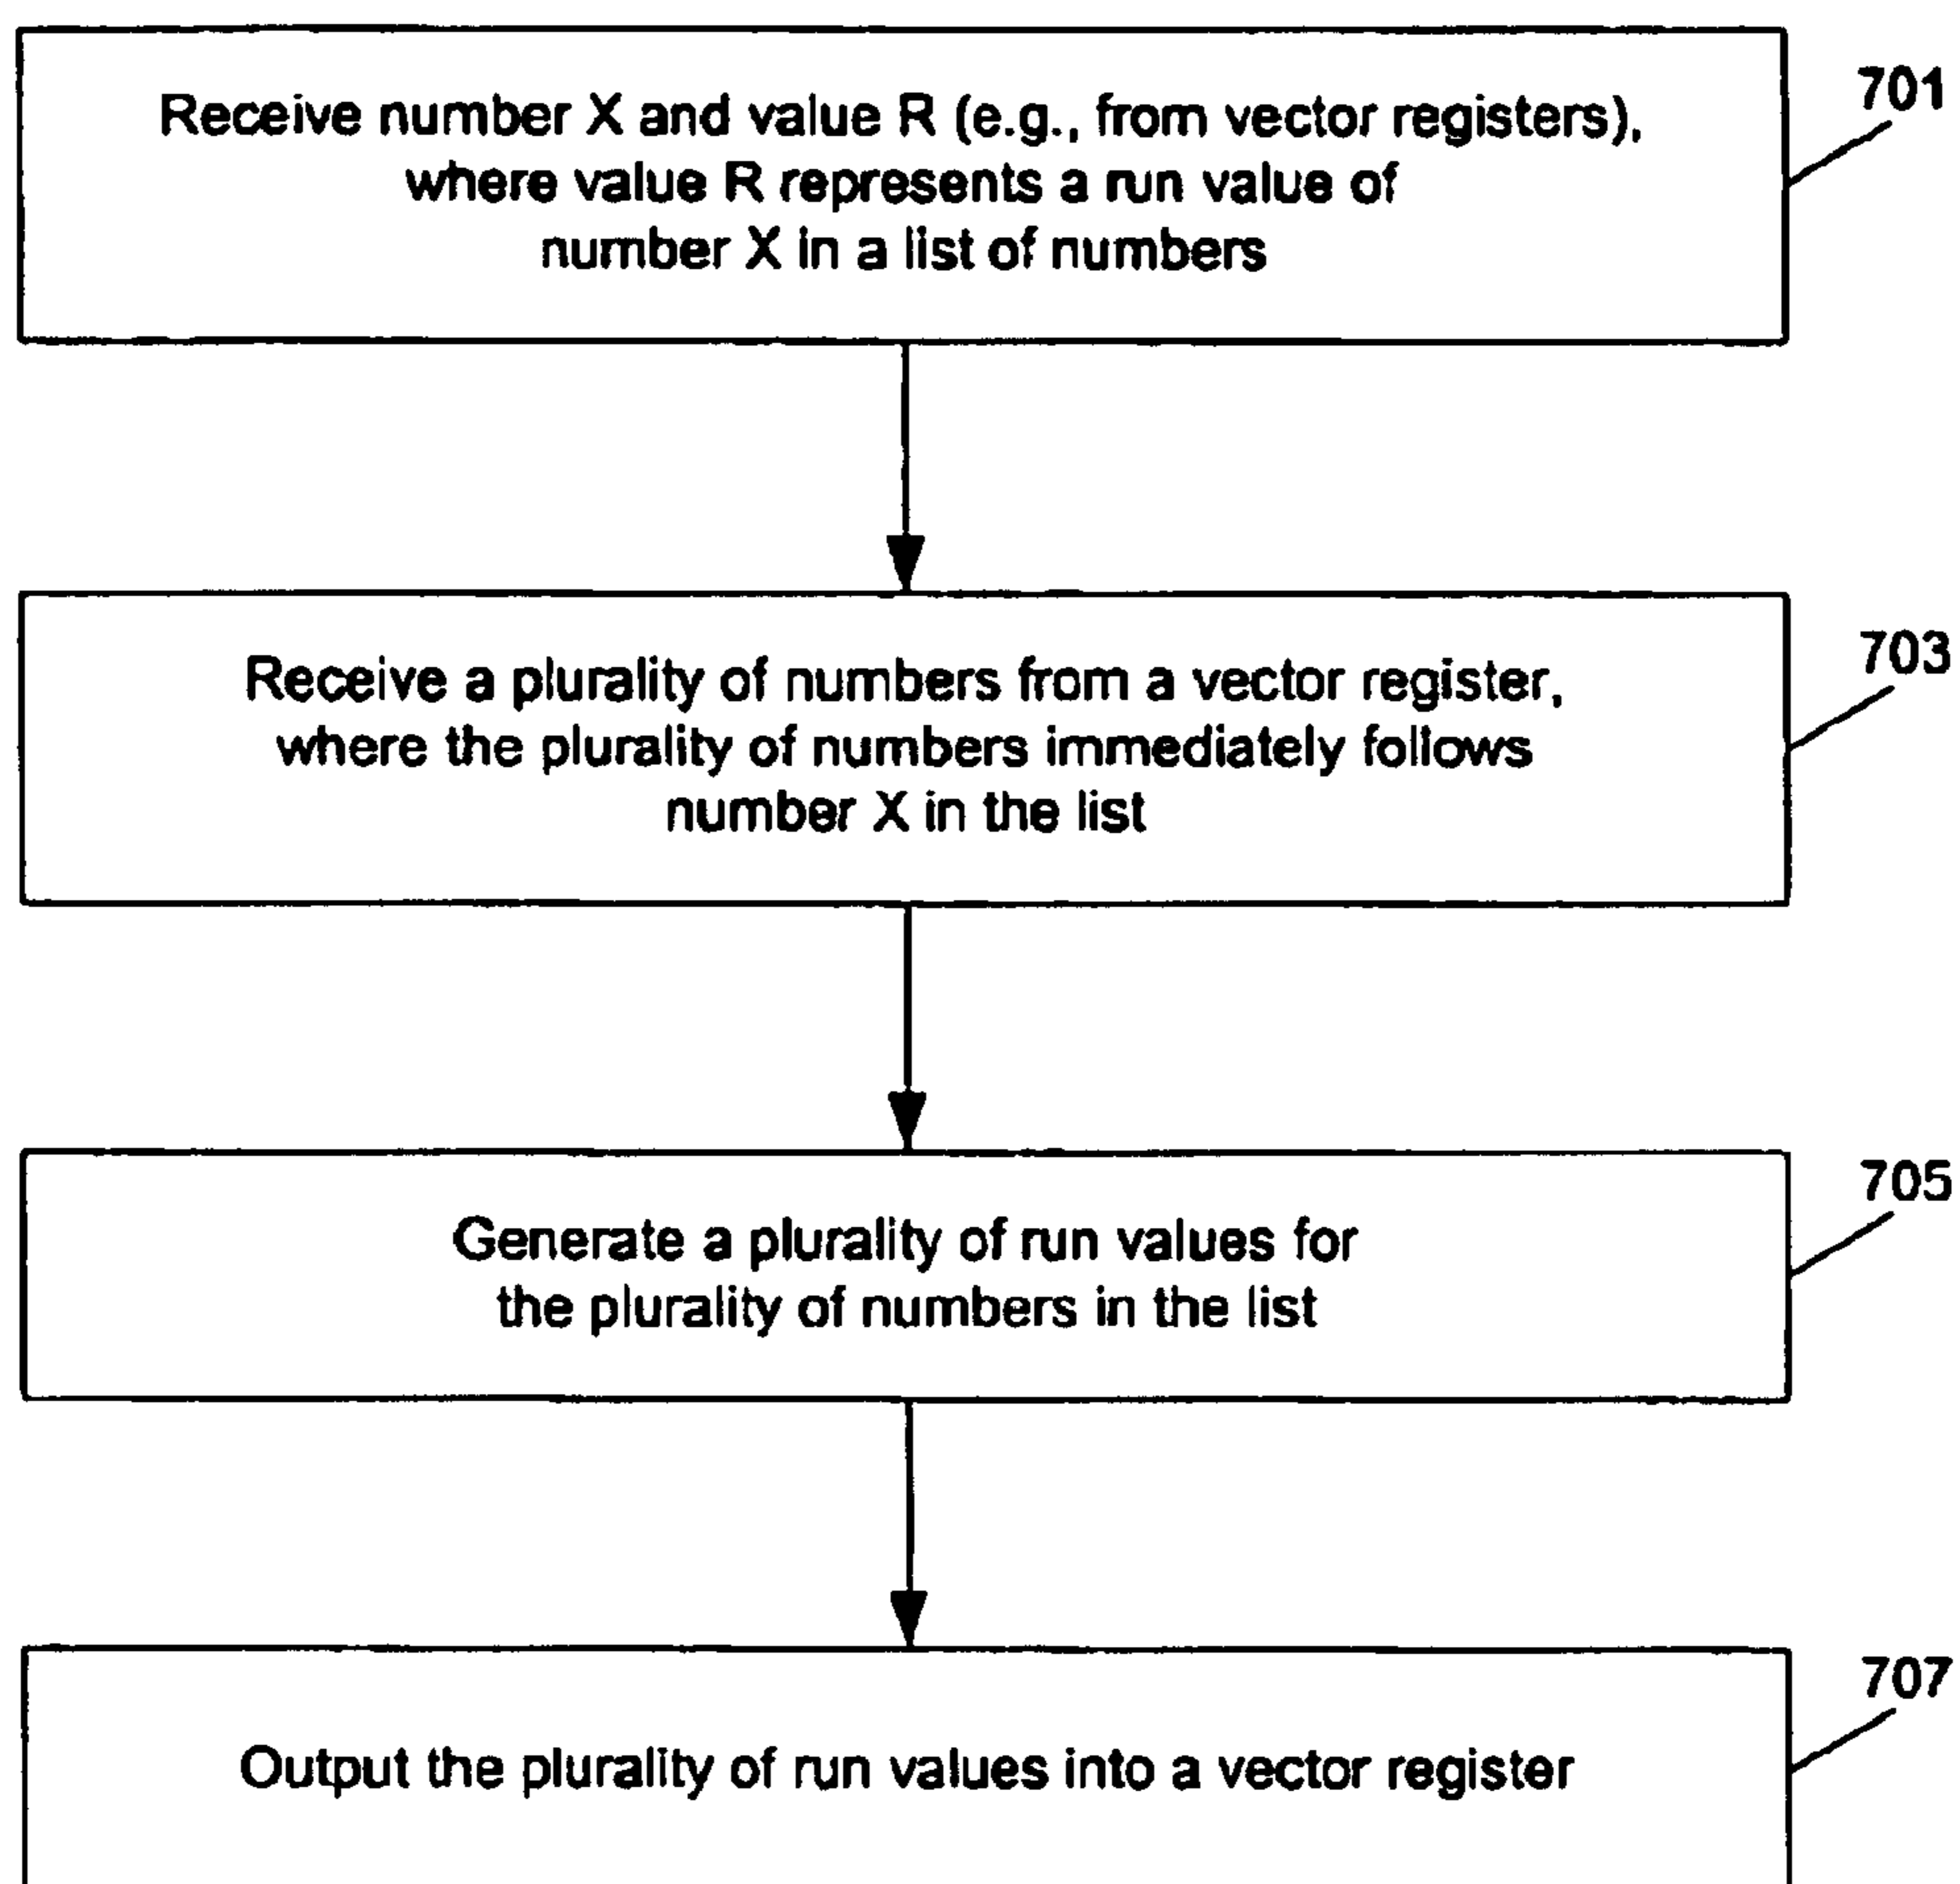 Receive number X and value R (e.g., from vector registers),
where value R represents a run value of
number X in a list of numbers
701
Receive a plurality of numbers from a vector register,
where the plurality of numbers immediately follows
number X in the list
703
Generate a plurality of run values for
the plurality of numbers in the list
705
Output the plurality of run values into a vector register
707